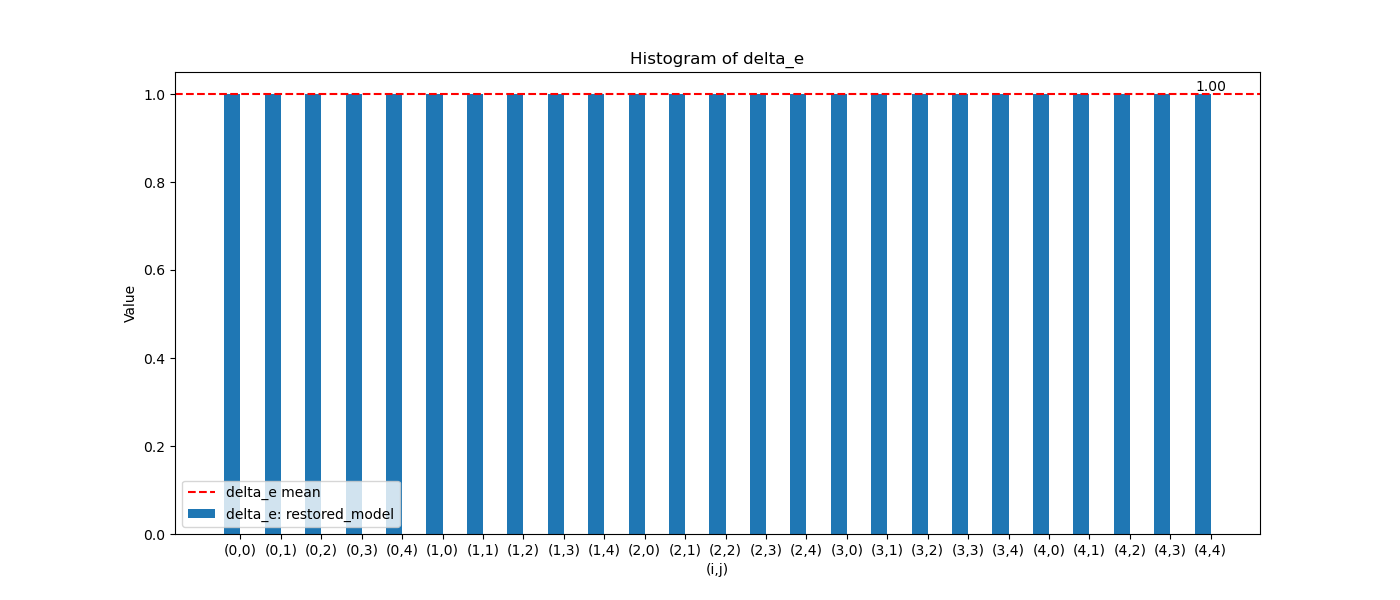 Histogram of delta_e
1.00
1.0
0.8
0.6
0.4
0.2
0.0
Value
delta_e mean
delta_e: restored_model
(0,0) (0,1) (0,2) (0,3) (0,4) (1,0) (1,1) (1,2) (1,3) (1,4) (2,0) (2,1) (2,2) (2,3) (2,4) (3,0) (3,1) (3,2) (3,3) (3,4) (4,0) (4,1) (4,2) (4,3) (4,4)
(i,j)